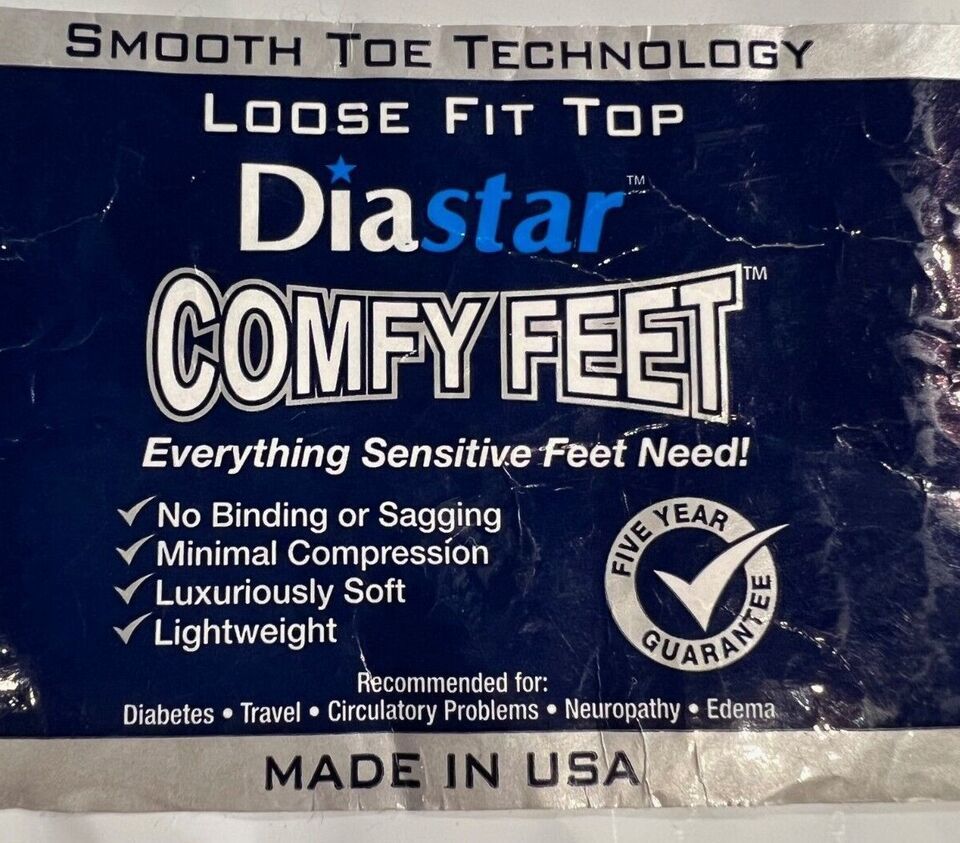 SMOOTH TOE TECHNOLOGY
LOOSE FIT TOP
Diastar™
COMFY FEET™
Everything Sensitive Feet Need!
✓No Binding or Sagging
✓Minimal Compression
✓Luxuriously Soft
✓Lightweight
FIVE YEAR
GUARANTEE
Recommended for:
Diabetes • Travel • Circulatory Problems • Neuropathy • Edema
MADE IN USA